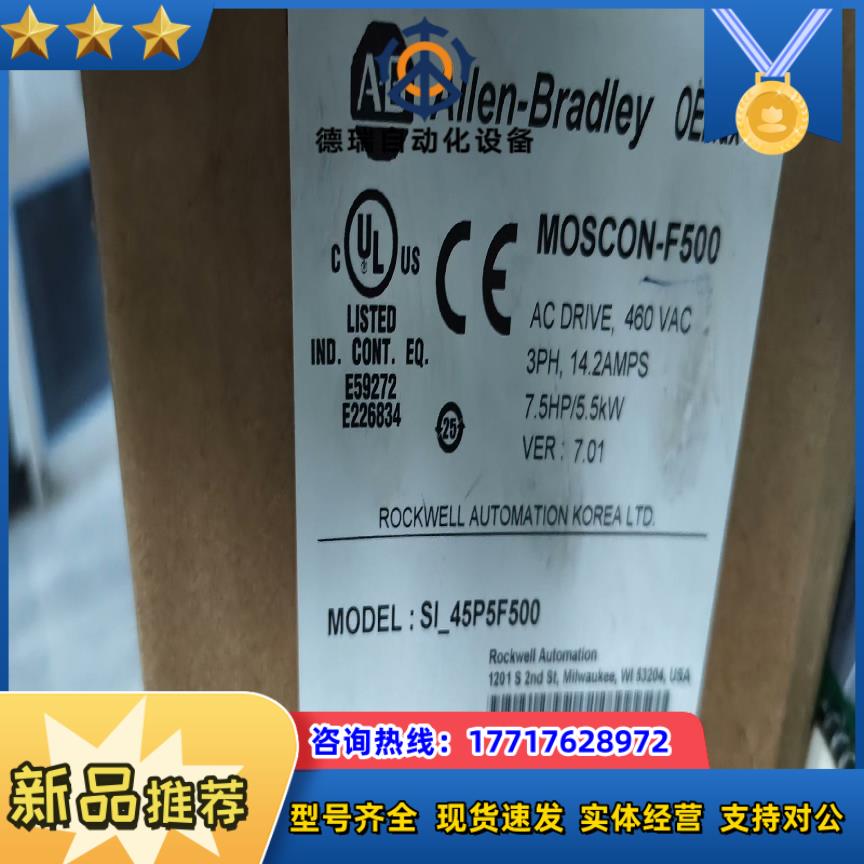 Allen-Bradley
德瑞自动化设备
MOSCON-F500
C UL US
LISTED
IND. CONT. EQ.
E59272
E226834
CE
25
AC DRIVE, 460 VAC
3PH, 14.2AMPS
7.5HP/5.5kW
VER : 7.01
ROCKWELL AUTOMATION KOREA LTD.
MODEL : SI_45P5F500
Rockwell Automation
1201 S 2nd St, Milwaukee, WI 53204, USA
咨询热线：17717628972
新品推荐
型号齐全 现货速发 实体经营 支持对公